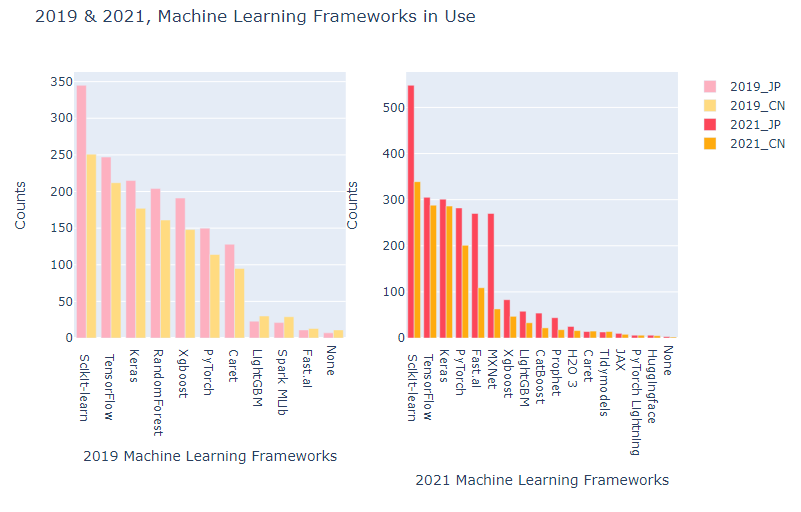 2019 & 2021, Machine Learning Frameworks in Use
Counts
350
300
250
200
150
100
50
0
Scikit-learn
TensorFlow
Keras
RandomForest
Xgboost
PyTorch
Caret
LightGBM
Spark MLib
Fast.ai
None
2019 Machine Learning Frameworks
Counts
500
400
300
200
100
0
Scikit-learn
TensorFlow
Keras
PyTorch
Fast.ai
MXNet
Xgboost
LightGBM
CatBoost
Prophet
H2O 3
Caret
Tidymodels
JAX
PyTorch Lightning
Huggingface
None
2021 Machine Learning Frameworks
2019_JP
2019_CN
2021_JP
2021_CN